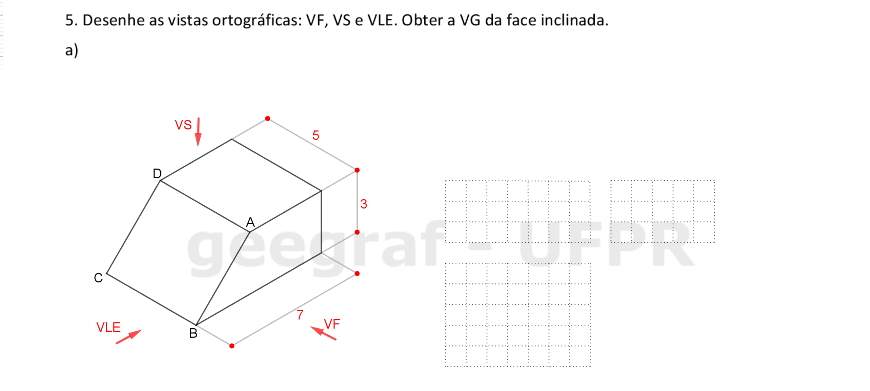 5. Desenhe as vistas ortográficas: VF, VS e VLE. Obter a VG da face inclinada.
a)
VS
5
D
3
A
geegraf - UFPR
C
7
VF
VLE
B